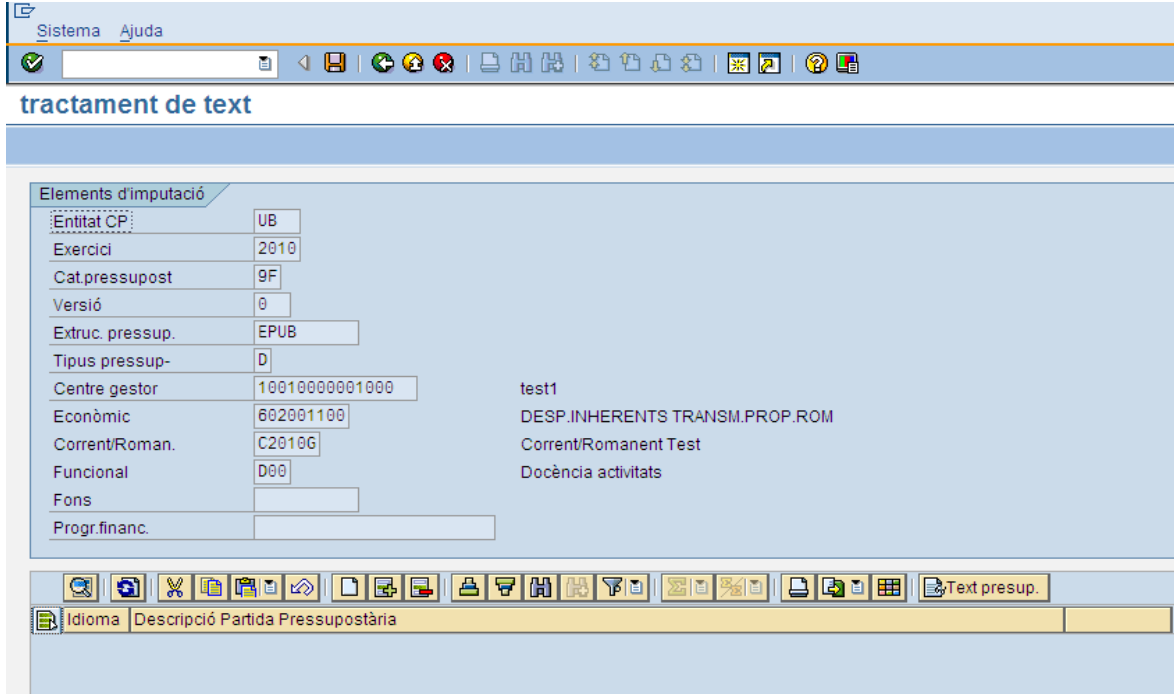 Sistema Ajuda
tractament de text
Elements d'imputació
Entitat CP UB
Exercici 2010
Cat.pressupost 9F
Versió 0
Extruc. pressup. EPUB
Tipus pressup- D
Centre gestor 10010000001000 test1
Econòmic 602001100 DESP.INHERENTS TRANSM.PROP.ROM
Corrent/Roman. C2010G Corrent/Romanent Test
Funcional D00 Docència activitats
Fons
Progr.financ.
Text presup.
Idioma Descripció Partida Pressupostària